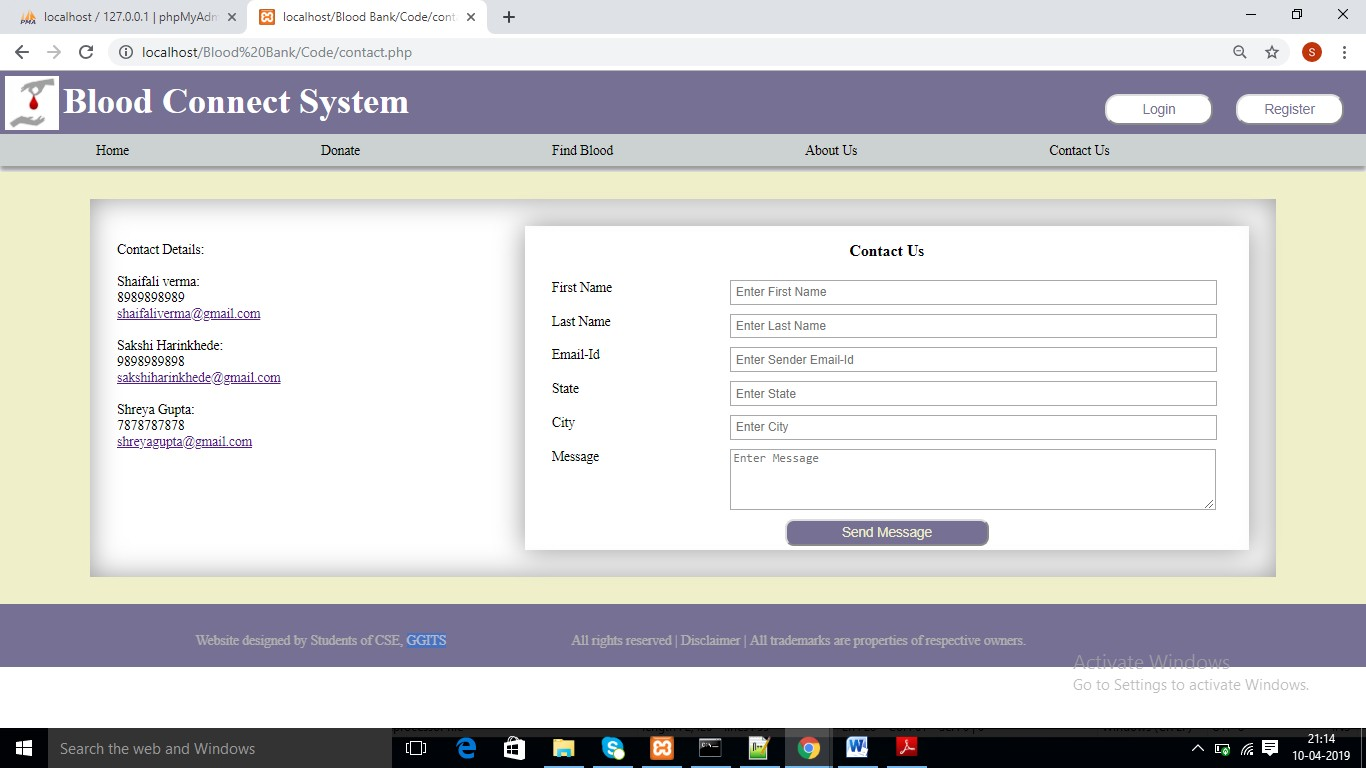 localhost / 127.0.0.1 | phpMyAdm
localhost/Blood Bank/Code/cont
localhost/Blood%20Bank/Code/contact.php
S
Blood Connect System
Login
Register
Home
Donate
Find Blood
About Us
Contact Us
Contact Details:
Shaifali verma:
8989898989
shaifaliverma@gmail.com
Sakshi Harinkhede:
9898989898
sakshiharinkhede@gmail.com
Shreya Gupta:
7878787878
shreyagupta@gmail.com
Contact Us
First Name
Enter First Name
Last Name
Enter Last Name
Email-Id
Enter Sender Email-Id
State
Enter State
City
Enter City
Message
Enter Message
Send Message
Website designed by Students of CSE, GGITS
All rights reserved | Disclaimer | All trademarks are properties of respective owners.
Activate Windows
Go to Settings to activate Windows.
Search the web and Windows
21:14
10-04-2019